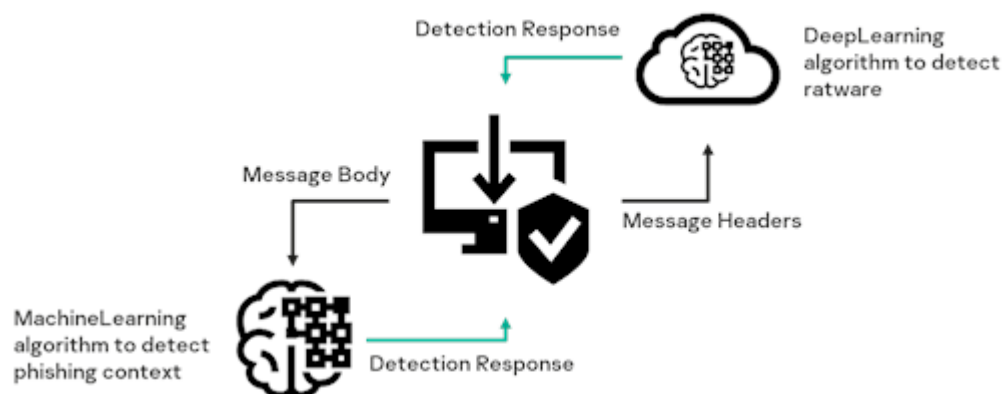 Detection Response
DeepLearning
algorithm to detect
ratware
Message Body
Message Headers
MachineLearning
algorithm to detect
phishing context
Detection Response